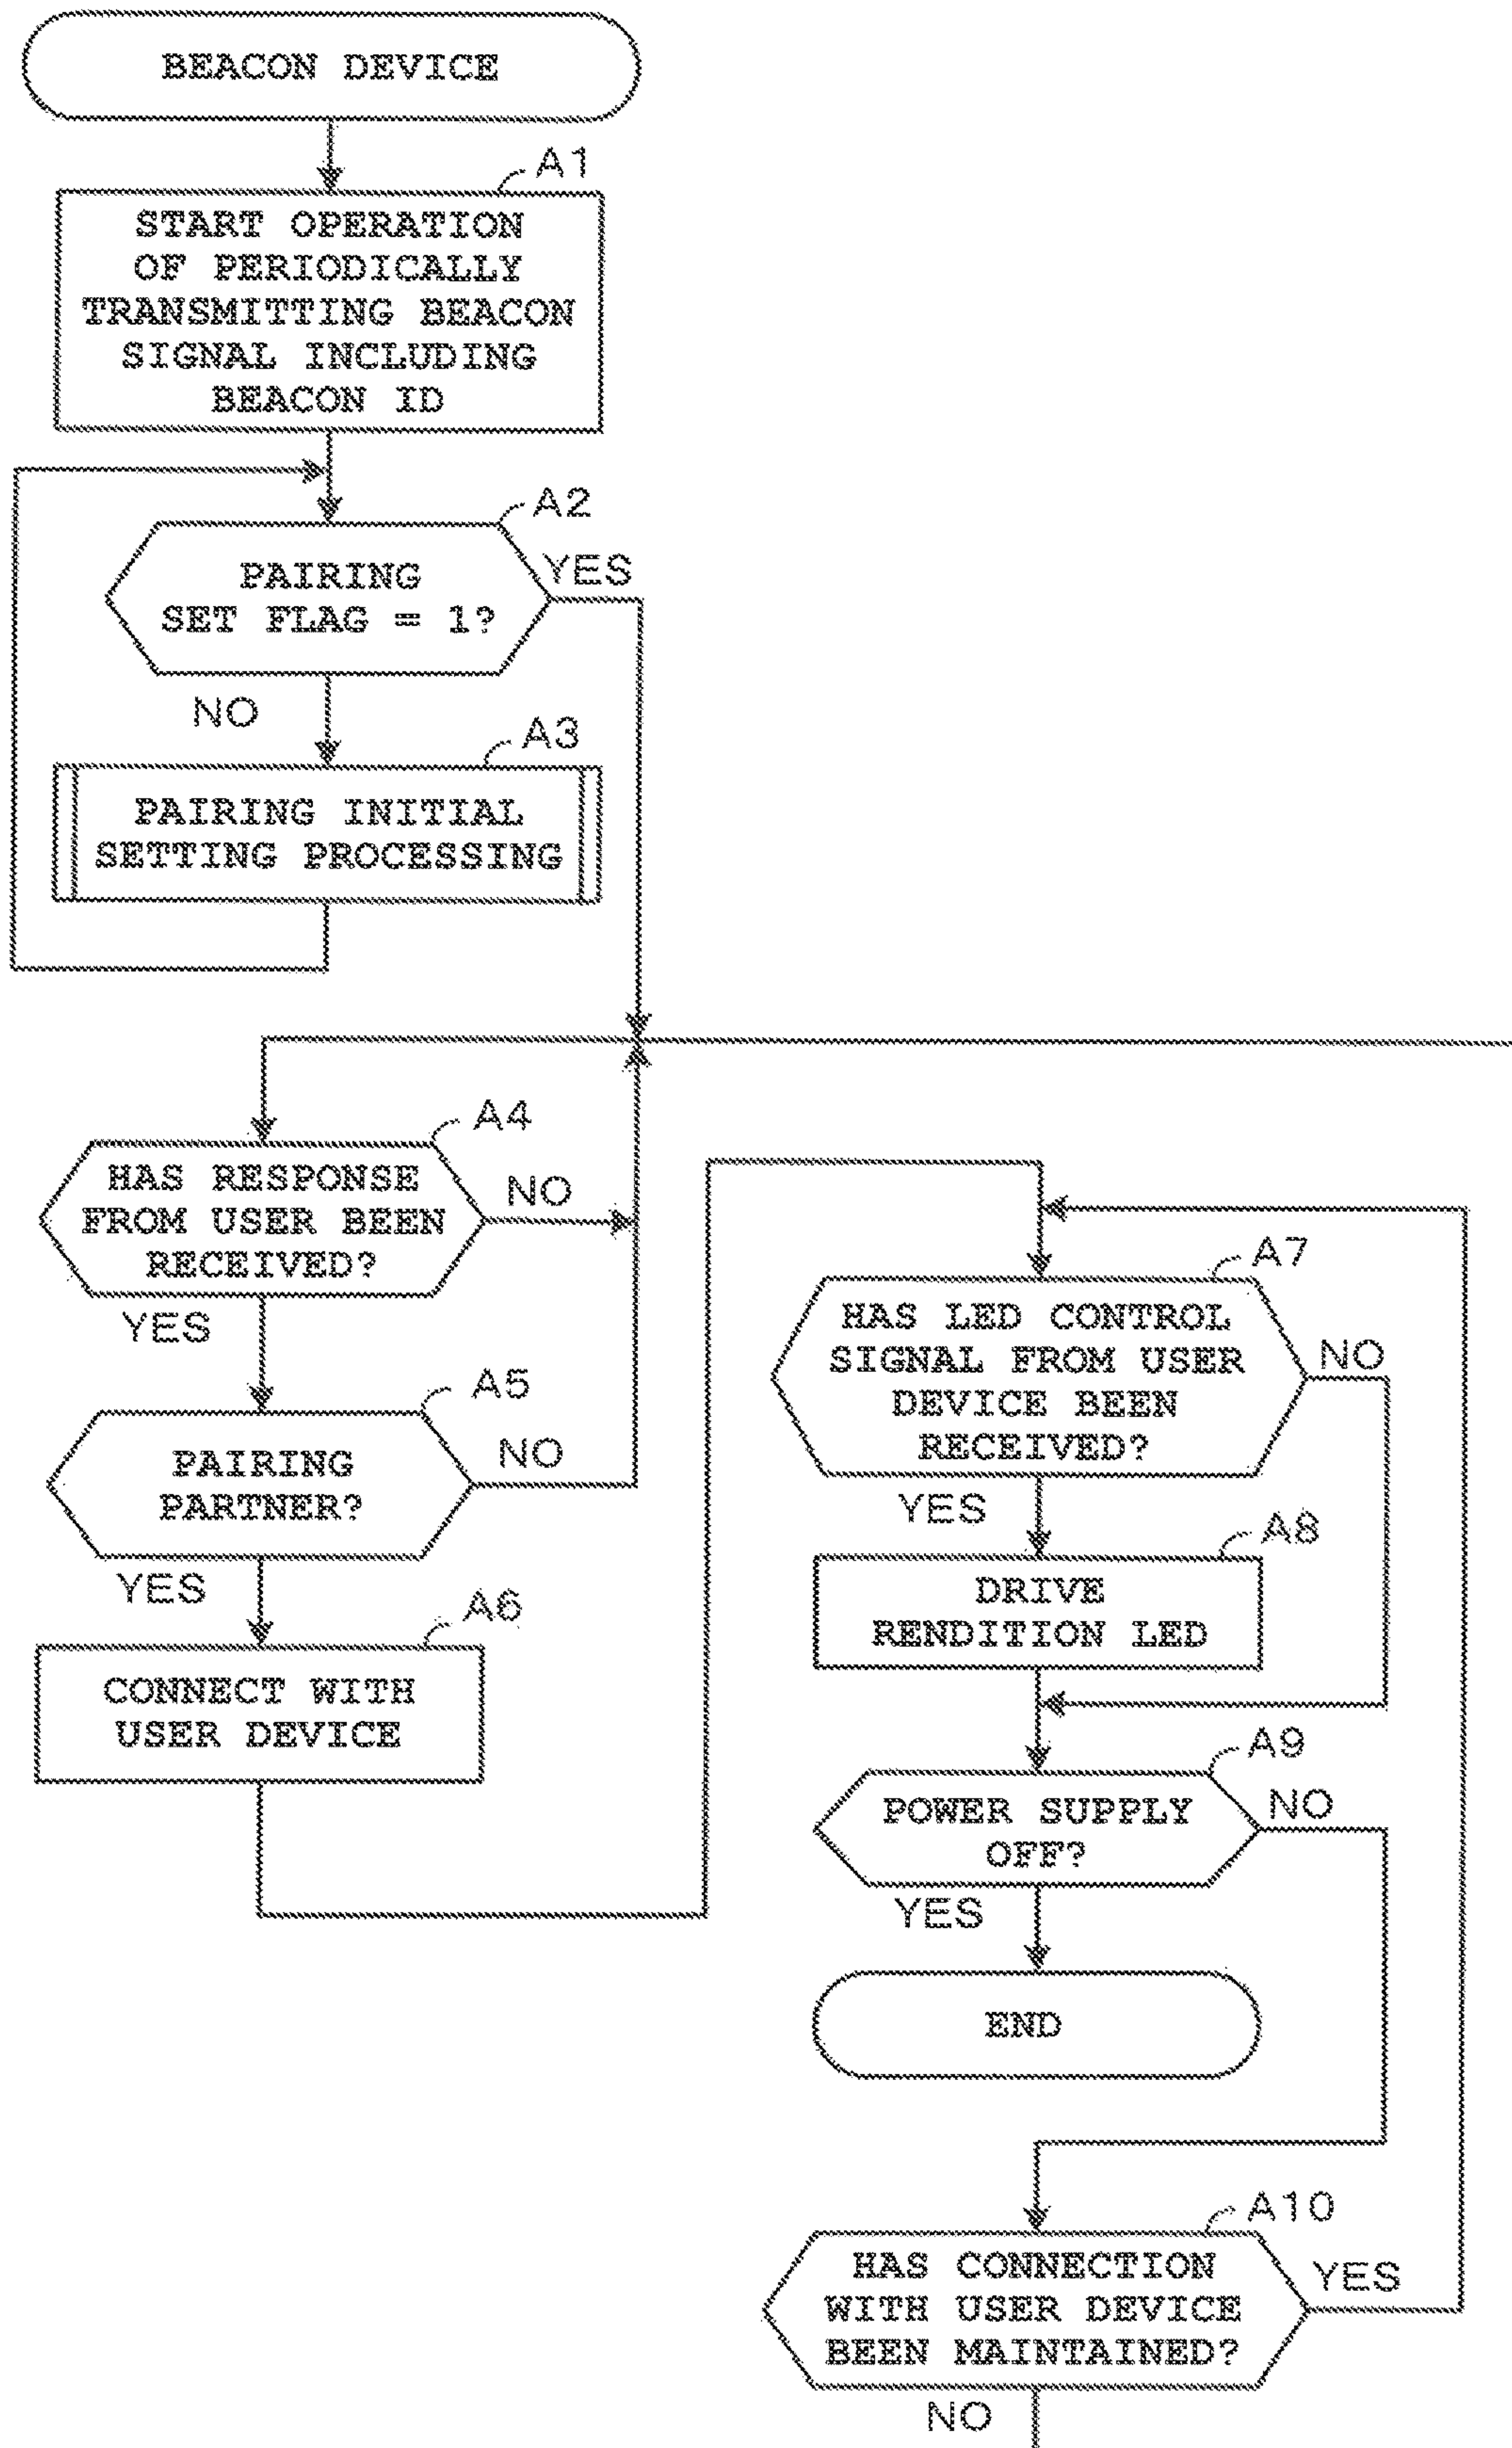 BEACON DEVICE
A1
START OPERATION
OF PERIODICALLY
TRANSMITTING BEACON
SIGNAL INCLUDING
BEACON ID
A2
PAIRING
SET FLAG = 1?
YES
NO
A3
PAIRING INITIAL
SETTING PROCESSING
A4
HAS RESPONSE
FROM USER BEEN
RECEIVED?
NO
YES
A5
PAIRING
PARTNER?
NO
YES
A6
CONNECT WITH
USER DEVICE
A7
HAS LED CONTROL
SIGNAL FROM USER
DEVICE BEEN
RECEIVED?
NO
YES
A8
DRIVE
RENDITION LED
A9
POWER SUPPLY
OFF?
NO
YES
END
A10
HAS CONNECTION
WITH USER DEVICE
BEEN MAINTAINED?
YES
NO